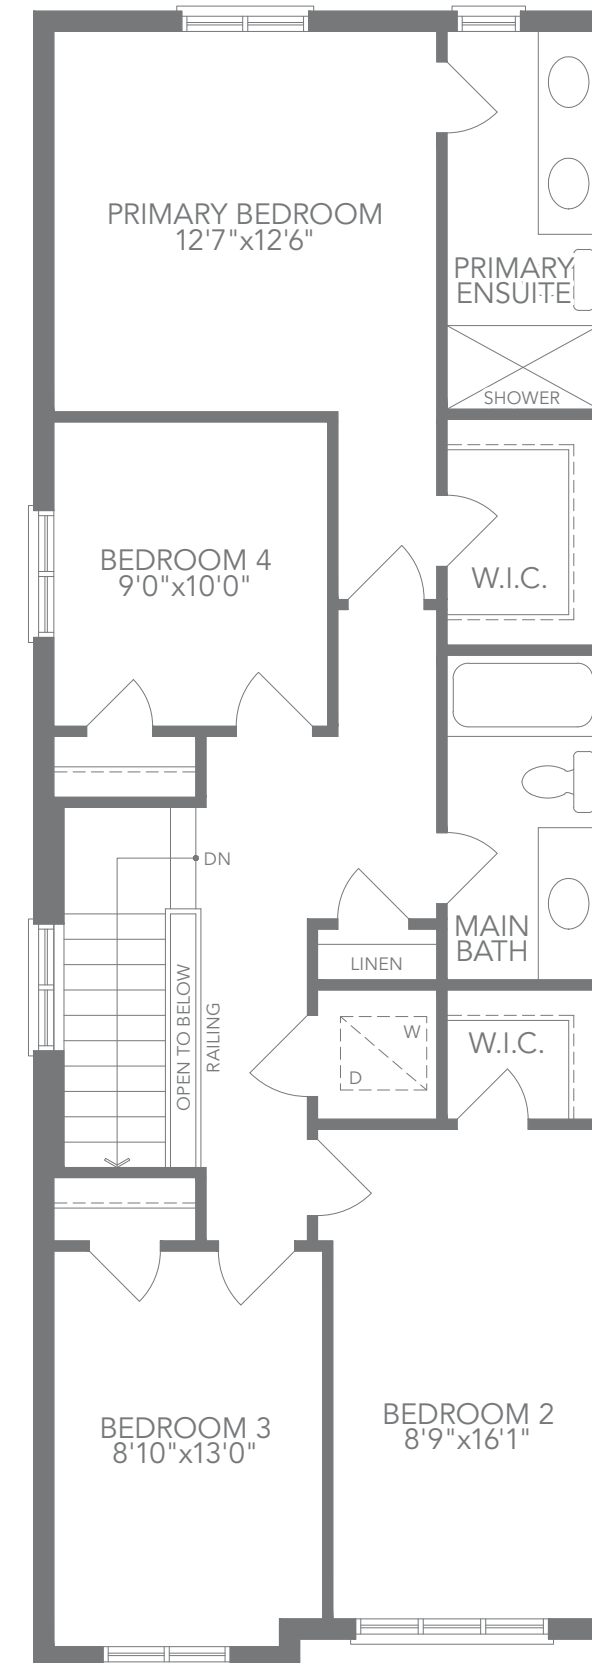 PRIMARY BEDROOM
12'7"x12'6"
PRIMARY
ENSUITE
SHOWER
BEDROOM 4
9'0"x10'0"
W.I.C.
DN
MAIN
BATH
LINEN
OPEN TO BELOW
RAILING
W
D
W.I.C.
BEDROOM 3
8'10"x13'0"
BEDROOM 2
8'9"x16'1"